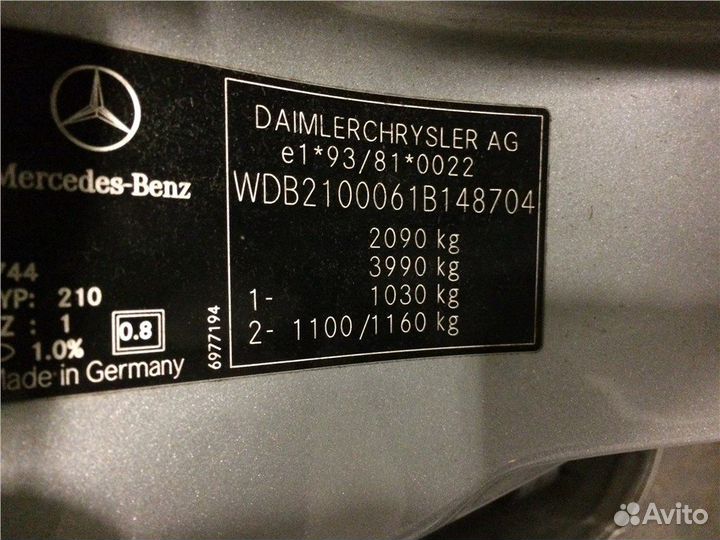 Mercedes-Benz
DAIMLERCHRYSLER AG
e1*93/81*0022
WDB2100061B148704
2090 kg
3990 kg
1- 1030 kg
2- 1100/1160 kg
744
YP: 210
Z : 1
1.0%
0.8
Made in Germany
6977194
Avito